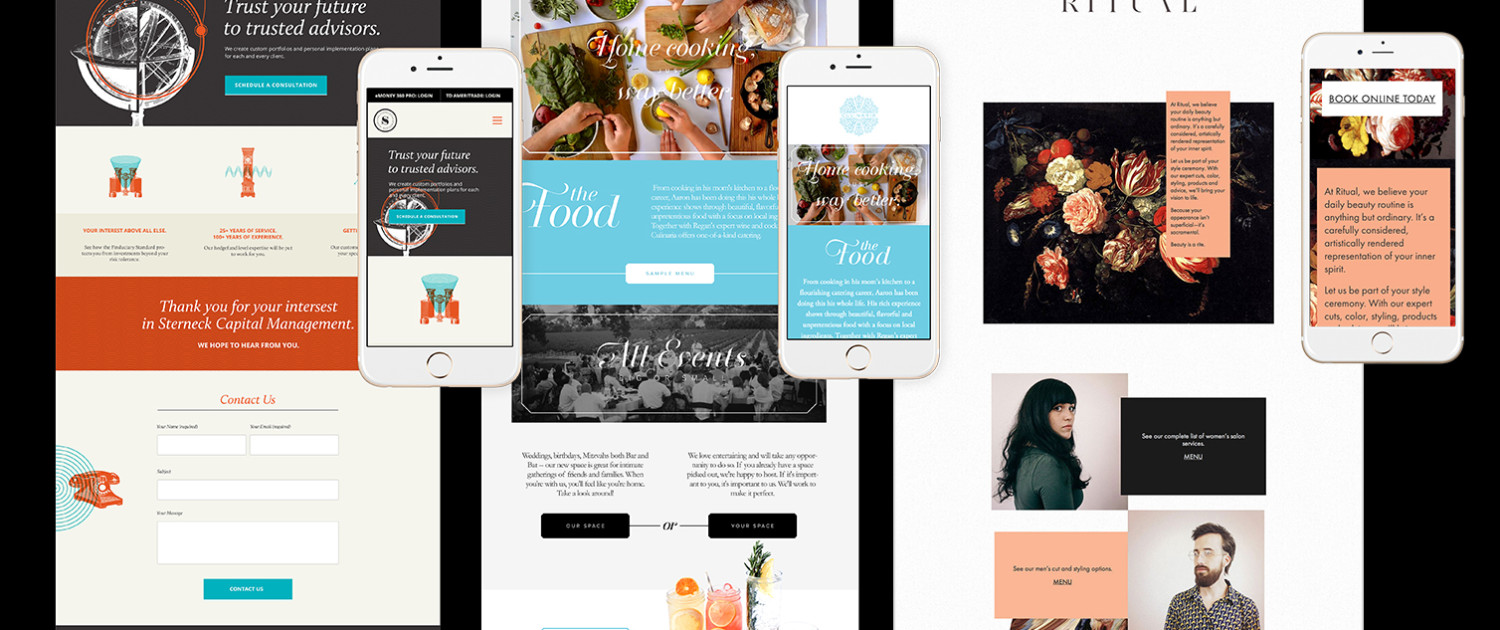 Trust your future
to trusted advisors.
We create custom portfolios and personal implementation plans
for each and every client.
SCHEDULE A CONSULTATION
YOUR INTEREST ABOVE ALL ELSE.
See how the Fiduciary Standard pro-
tects you from investments beyond your
risk tolerance.
25+ YEARS OF SERVICE.
100+ YEARS OF EXPERIENCE.
Our hedgefund level expertise will be put
to work for you.
Our custom
Thank you for your intersest
in Sterneck Capital Management.
WE HOPE TO HEAR FROM YOU.
Contact Us
Your Name (required)
Your Email (required)
Subject
Your Message
CONTACT US
eMONEY 360 PRO: LOGIN
TD AMERITRADE: LOGIN
S
Trust your future
to trusted advisors.
We create custom portfolios and
personal implementation plans for each
and every client.
SCHEDULE A CONSULTATION
Home cooking,
way better.
the
Food
From cooking in his mom's kitchen to a
career, Aaron has been doing this his whole
experience shows through beautiful, flavorful
unpretentious food with a focus on local
Together with Regan's expert wine and
Culinaria offers one-of-a-kind catering.
SAMPLE MENU
All Events
Weddings, birthdays, Mitzvahs both Bar and
Bat – our new space is great for intimate
gatherings of friends and families. When
you're with us, you'll feel like you're home.
Take a look around!
We love entertaining and will take any oppor-
tunity to do so. If you already have a space
picked out, we're happy to host. If it's import-
ant to you, it's important to us. We'll work to
make it perfect.
OUR SPACE
or
YOUR SPACE
Home cooking,
way better.
the
Food
From cooking in his mom's kitchen to a
flourishing catering career, Aaron has been
doing this his whole life. His rich experience
shows through beautiful, flavorful and
unpretentious food with a focus on local
ingredients. Together with Regan's expert
RITUAL
At Ritual, we believe
your daily beauty
routine is anything but
ordinary. It's a carefully
considered, artistically
rendered representation
of your inner spirit.
Let us be part of your
style ceremony. With
our expert cuts, color,
styling, products and
advice, we'll bring your
vision to life.
Because your
appearance isn't
superficial—it's
sacramental.
Beauty is a rite.
See our complete list of women's salon
services.
MENU
See our men's cut and styling options.
MENU
BOOK ONLINE TODAY
At Ritual, we believe your
daily beauty routine is
anything but ordinary. It's a
carefully considered,
artistically rendered
representation of your inner
spirit.
Let us be part of your style
ceremony. With our expert
cuts, color, styling, products